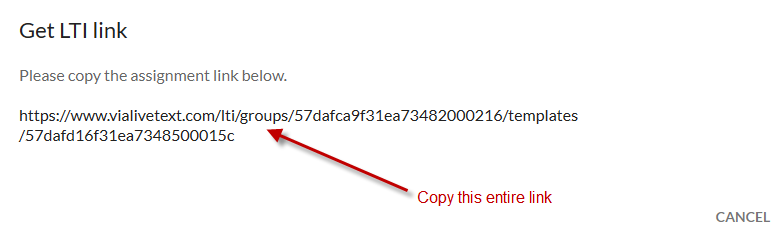 Get LTI link
Please copy the assignment link below.
https://www.vialivetext.com/lti/groups/57dafca9f31ea73482000216/templates
/57dafd16f31ea7348500015c
Copy this entire link
CANCEL